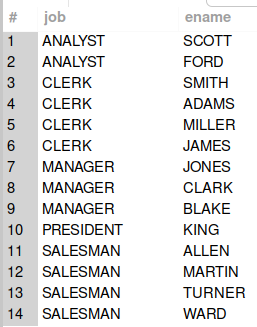 # job ename
1 ANALYST SCOTT
2 ANALYST FORD
3 CLERK SMITH
4 CLERK ADAMS
5 CLERK MILLER
6 CLERK JAMES
7 MANAGER JONES
8 MANAGER CLARK
9 MANAGER BLAKE
10 PRESIDENT KING
11 SALESMAN ALLEN
12 SALESMAN MARTIN
13 SALESMAN TURNER
14 SALESMAN WARD